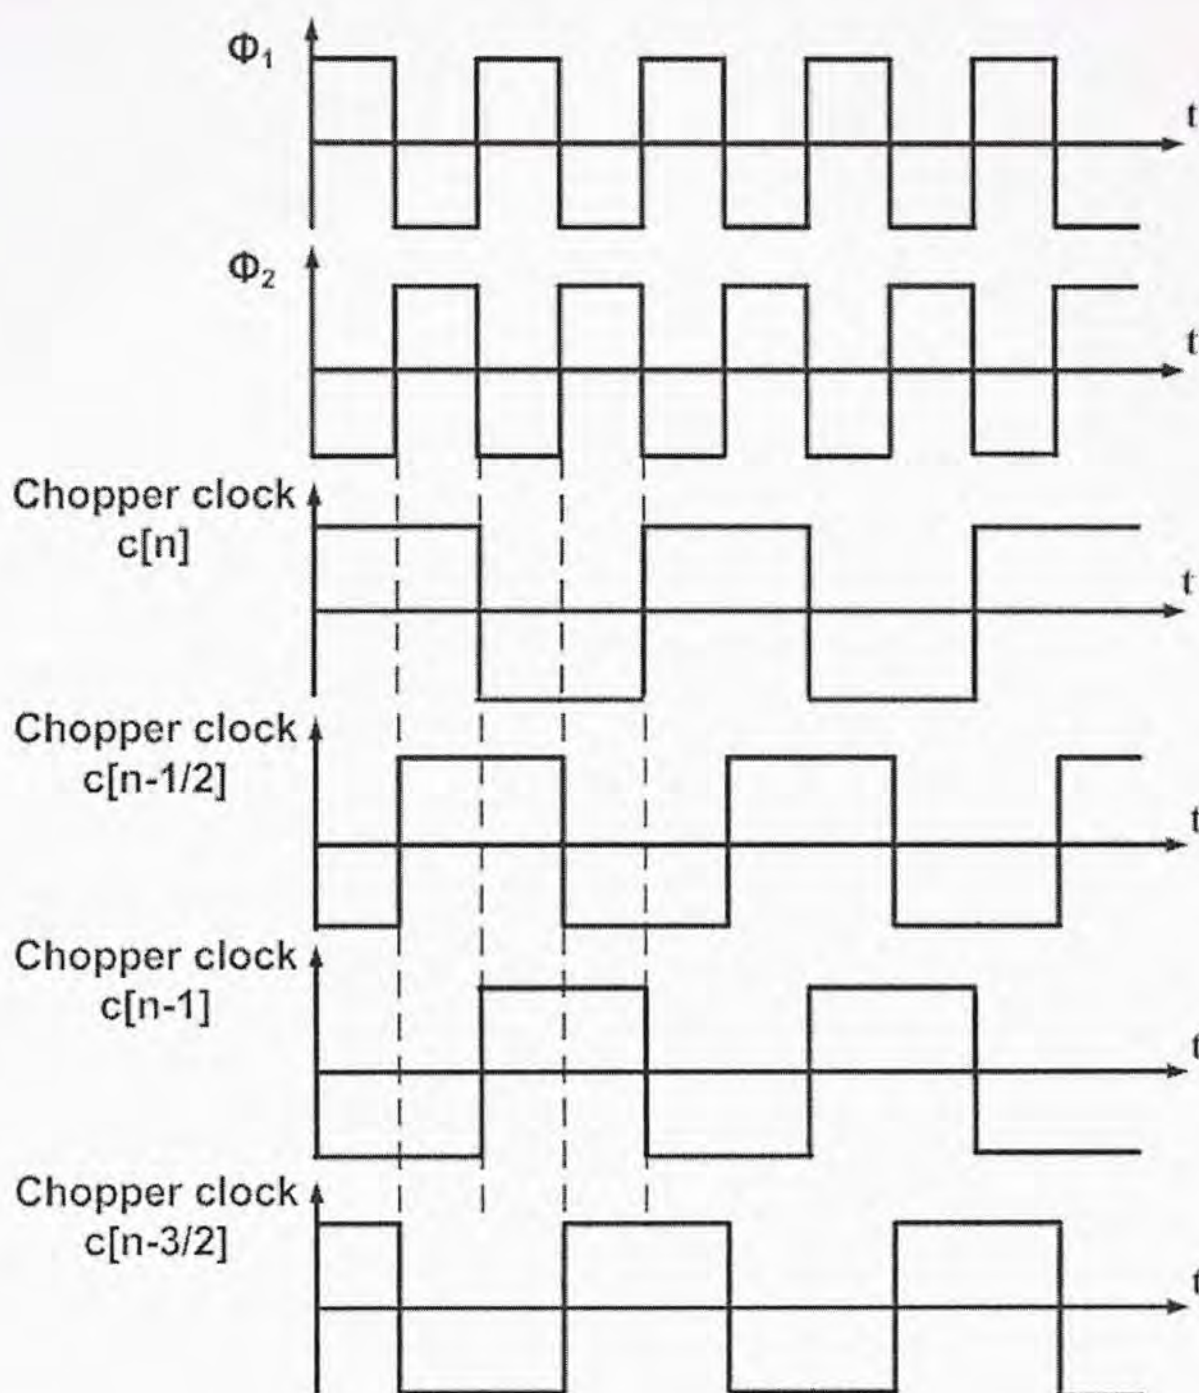 Φ₁
t
Φ₂
t
Chopper clock
c[n]
t
Chopper clock
c[n-1/2]
t
Chopper clock
c[n-1]
t
Chopper clock
c[n-3/2]
t